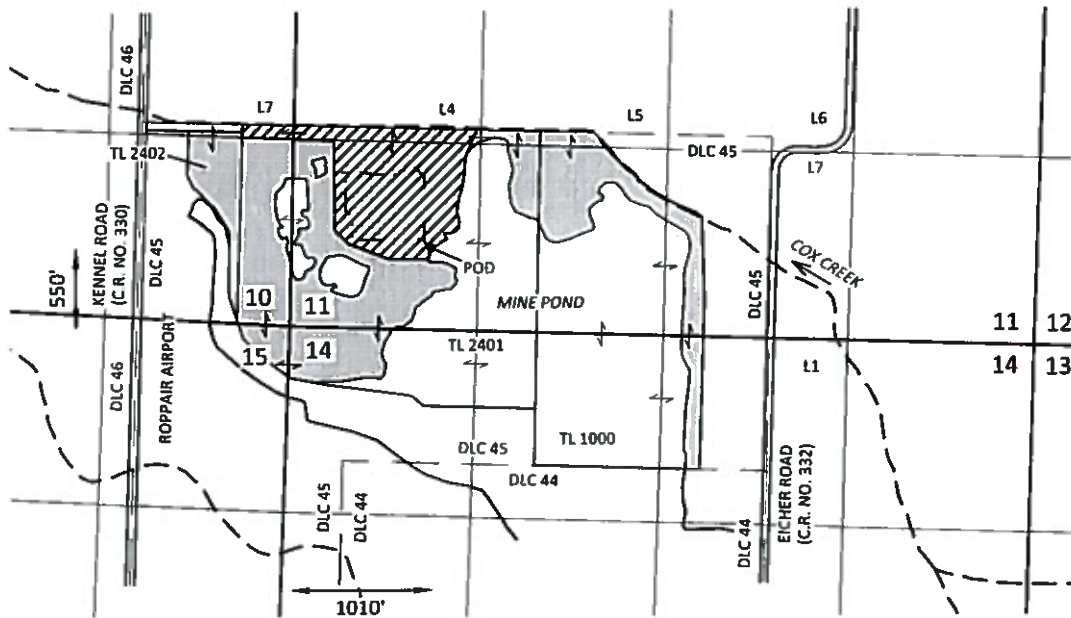 DLC 46
L7
L4
L5
L6
DLC 45
L7
TL 2402
KENNEL ROAD
(C.R. NO. 330)
DLC 45
550'
POD
COX CREEK
DLC 45
10
11
MINE POND
11
12
15
14
TL 2401
14
13
L1
DLC 46
ROPPAIR AIRPORT
TL 1000
DLC 45
DLC 44
DLC 45
DLC 44
EICHER ROAD
(C.R. NO. 332)
DLC 44
1010'